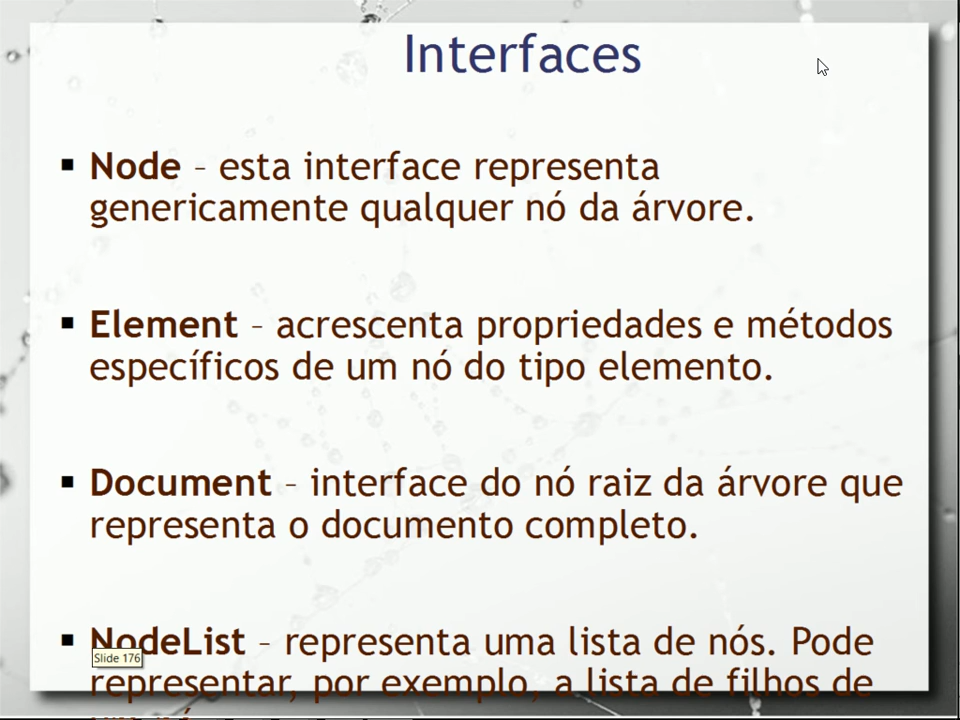 Interfaces
Node – esta interface representa
genericamente qualquer nó da árvore.
Element – acrescenta propriedades e métodos
específicos de um nó do tipo elemento.
Document – interface do nó raiz da árvore que
representa o documento completo.
NodeList – representa uma lista de nós. Pode
Slide 176
representar, por exemplo, a lista de filhos de